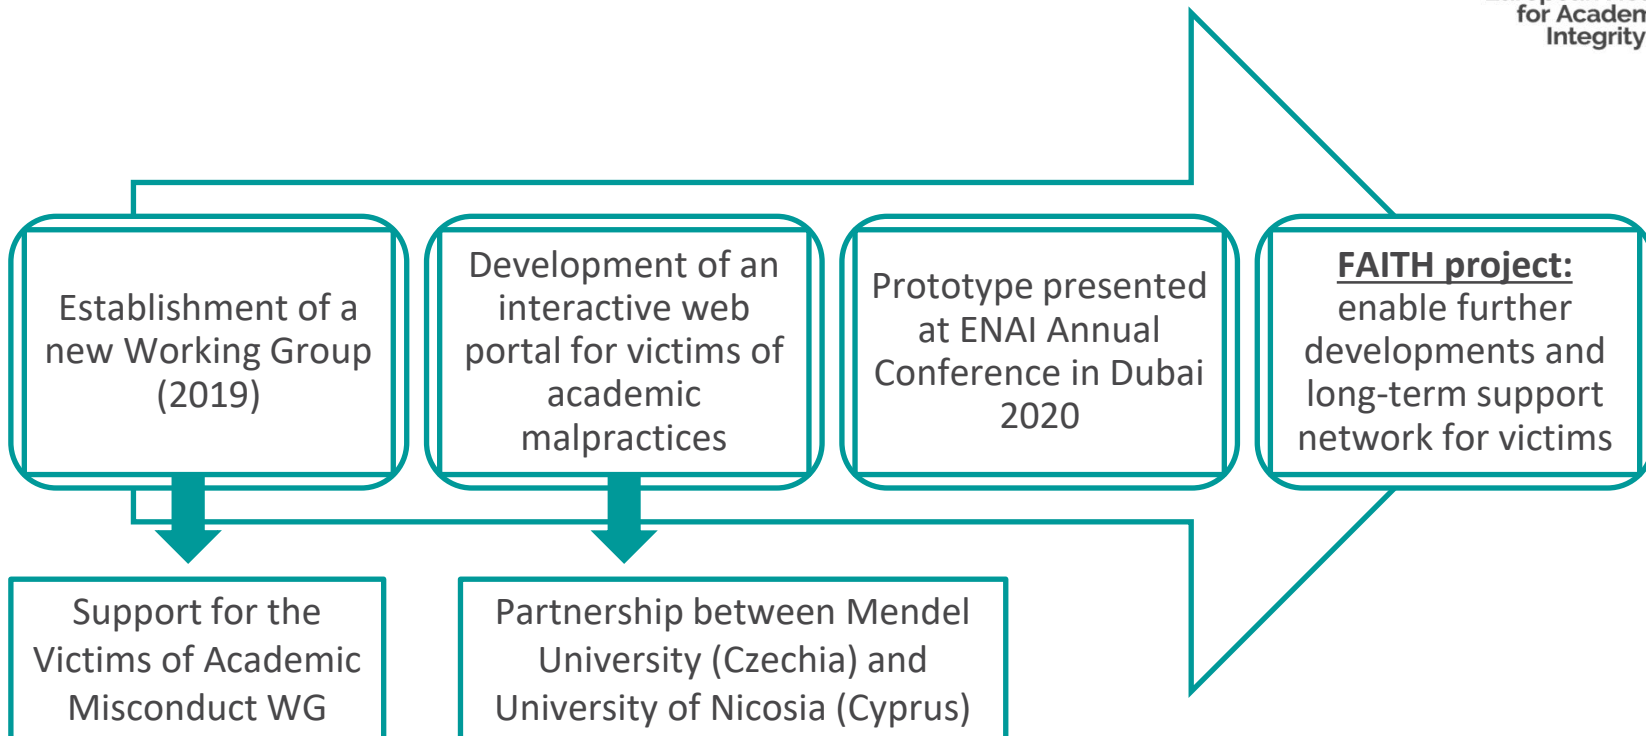 for Academ
Integrity
Establishment of a
new Working Group
(2019)
Development of an
interactive web
portal for victims of
academic
malpractices
Prototype presented
at ENAI Annual
Conference in Dubai
2020
FAITH project:
enable further
developments and
long-term support
network for victims
Support for the
Victims of Academic
Misconduct WG
Partnership between Mendel
University (Czechia) and
University of Nicosia (Cyprus)